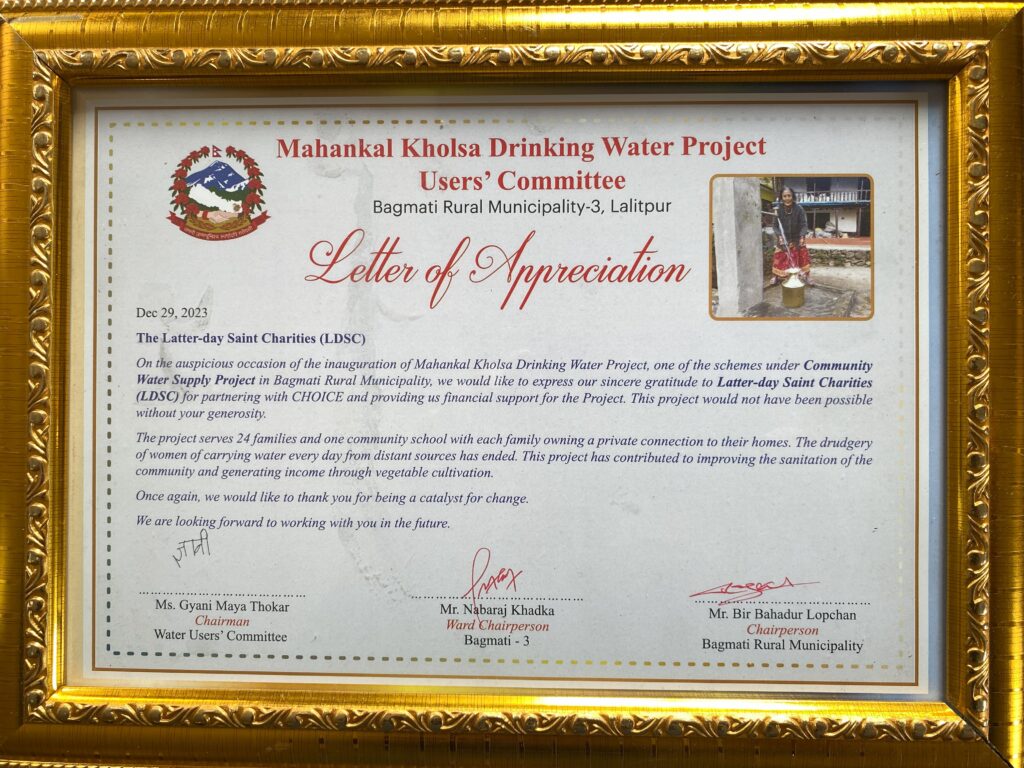 Mahankal Kholsa Drinking Water Project
Users' Committee
Bagmati Rural Municipality-3, Lalitpur
Letter of Appreciation
Dec 29, 2023
The Latter-day Saint Charities (LDSC)
On the auspicious occasion of the inauguration of Mahankal Kholsa Drinking Water Project, one of the schemes under Community
Water Supply Project in Bagmati Rural Municipality, we would like to express our sincere gratitude to Latter-day Saint Charities
(LDSC) for partnering with CHOICE and providing us financial support for the Project. This project would not have been possible
without your generosity.
The project serves 24 families and one community school with each family owning a private connection to their homes. The drudgery
of women of carrying water every day from distant sources has ended. This project has contributed to improving the sanitation of the
community and generating income through vegetable cultivation.
Once again, we would like to thank you for being a catalyst for change.
We are looking forward to working with you in the future.
Ms. Gyani Maya Thokar
Chairman
Water Users' Committee
Mr. Nabaraj Khadka
Ward Chairperson
Bagmati - 3
Mr. Bir Bahadur Lopchan
Chairperson
Bagmati Rural Municipality